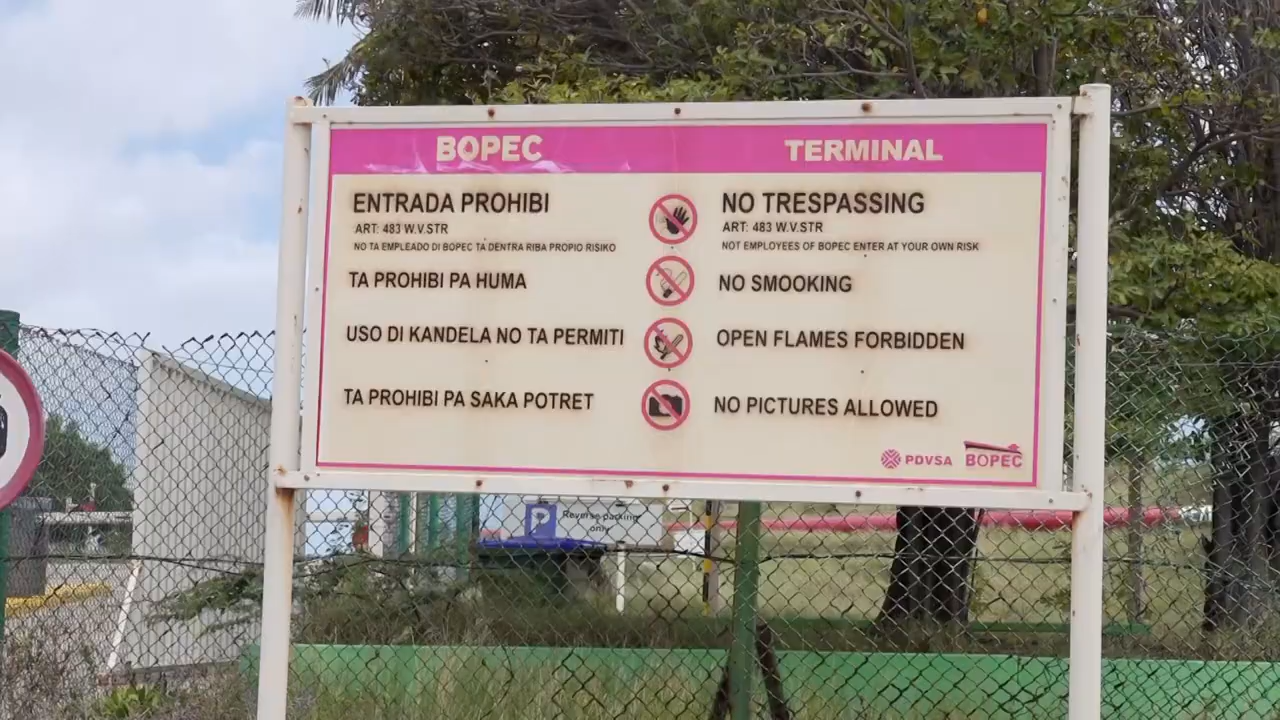 BOPEC TERMINAL
ENTRADA PROHIBI
ART: 483 W.V.STR
NO TA EMPLEADO DI BOPEC TA DENTRA RIBA PROPIO RISIKO
TA PROHIBI PA HUMA
USO DI KANDELA NO TA PERMITI
TA PROHIBI PA SAKA POTRET
NO TRESPASSING
ART: 483 W.V.STR
NOT EMPLOYEES OF BOPEC ENTER AT YOUR OWN RISK
NO SMOOKING
OPEN FLAMES FORBIDDEN
NO PICTURES ALLOWED
PDVSA BOPEC
P Reverse parking
only